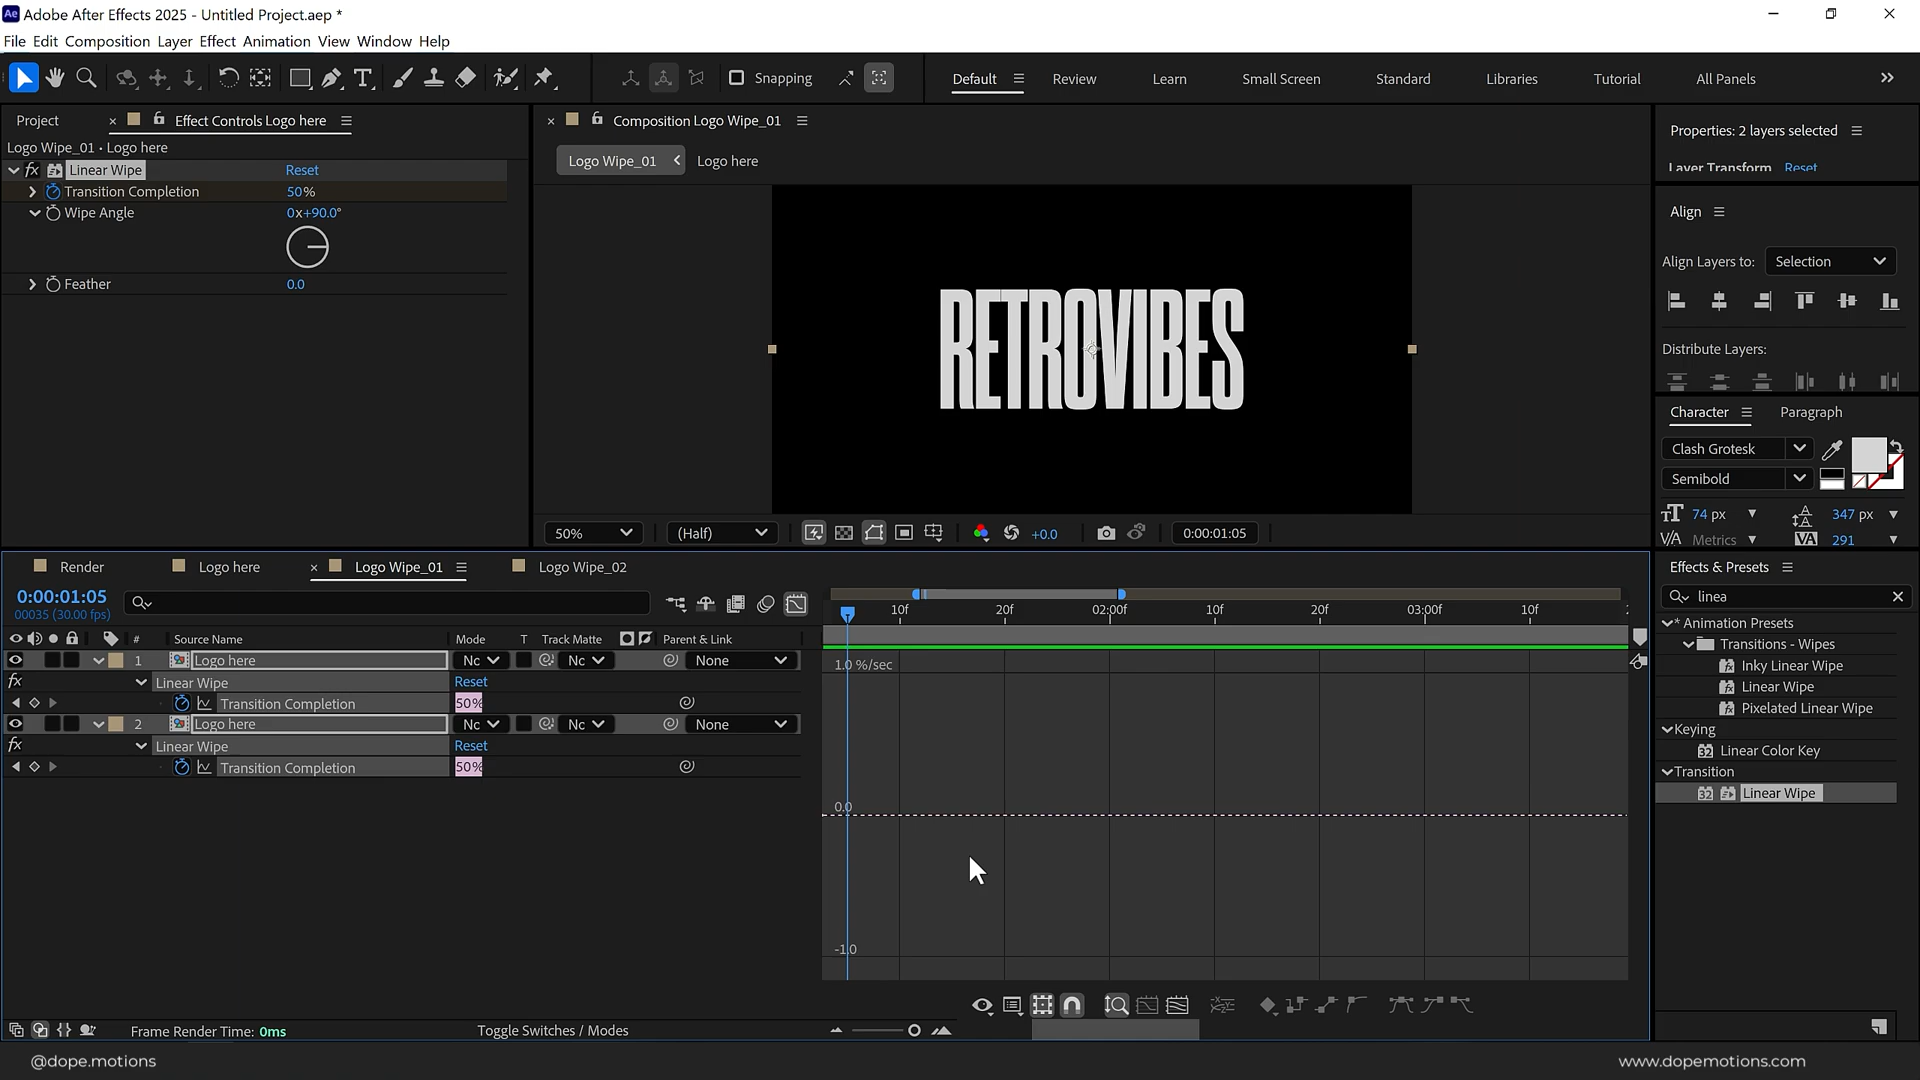 Ae Adobe After Effects 2025 - Untitled Project.aep *
File Edit Composition Layer Effect Animation View Window Help
Snapping
Default Review Learn Small Screen Standard Libraries Tutorial All Panels
Project × Effect Controls Logo here
× Composition Logo Wipe_01
Properties: 2 layers selected
Logo Wipe_01 • Logo here
Logo Wipe_01 Logo here
Layer Transform Reset
fx Linear Wipe Reset
Transition Completion 50%
Wipe Angle 0x+90.0°
Feather 0.0
RETROVIBES
Align
Align Layers to: Selection
Distribute Layers:
Character Paragraph
Clash Grotesk
Semibold
74 px 347 px
Metrics 291
50% (Half) +0.0 0:00:01:05
Render Logo here × Logo Wipe_01 Logo Wipe_02
0:00:01:05
00035 (30.00 fps)
10f 20f 02:00f 10f 20f 03:00f 10f
# Source Name Mode T Track Matte Parent & Link
1 Logo here Nc Nc None
fx Linear Wipe Reset
Transition Completion 50%
2 Logo here Nc Nc None
fx Linear Wipe Reset
Transition Completion 50%
1.0 %/sec
0.0
-1.0
Frame Render Time: 0ms Toggle Switches / Modes
Effects & Presets
linea
* Animation Presets
Transitions - Wipes
Inky Linear Wipe
Linear Wipe
Pixelated Linear Wipe
Keying
32 Linear Color Key
Transition
32 Linear Wipe
@dope.motions www.dopemotions.com